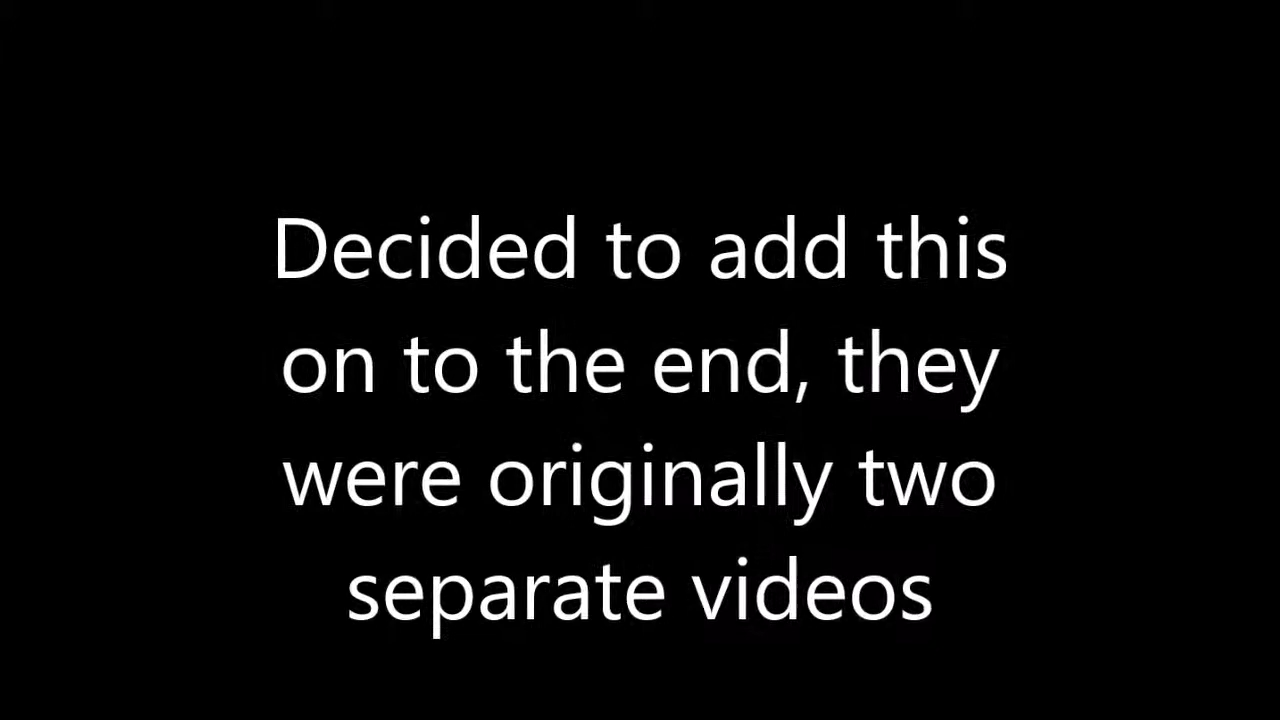 Decided to add this
on to the end, they
were originally two
separate videos